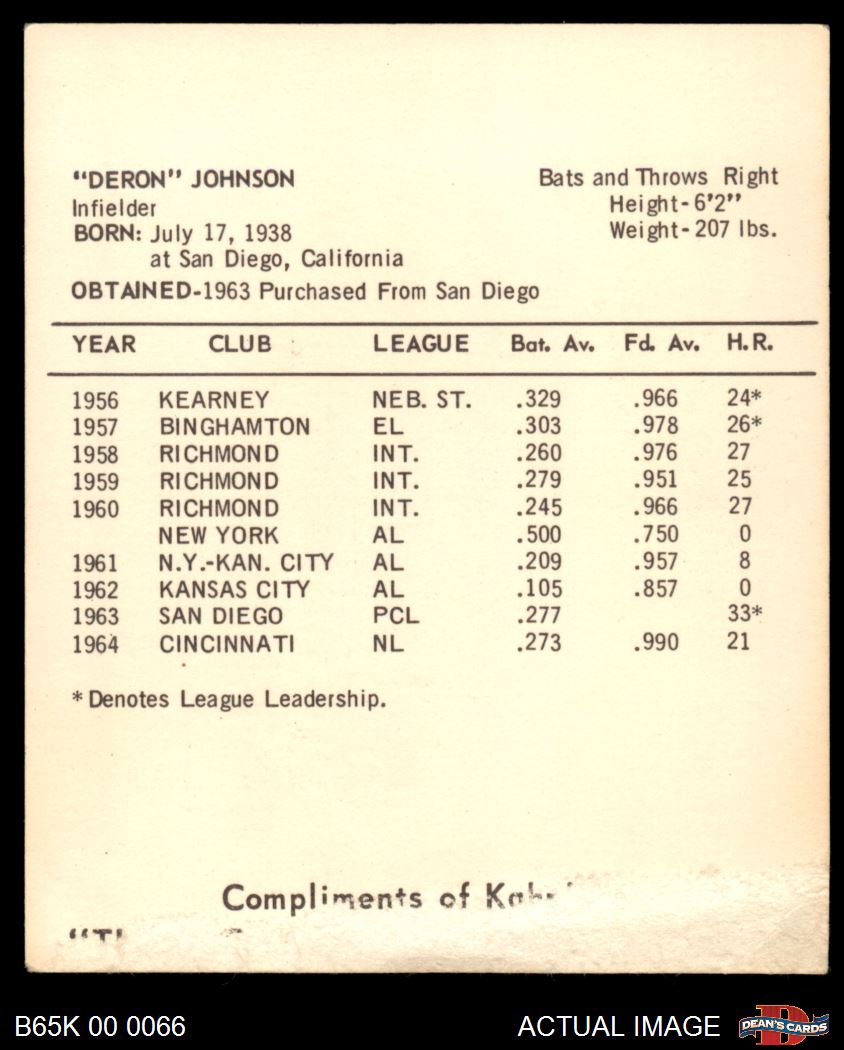 “DERON” JOHNSON
Bats and Throws Right
Infielder
Height-6’2”
BORN: July 17, 1938
Weight-207 lbs.
at San Diego, California
OBTAINED-1963 Purchased From San Diego
YEAR CLUB LEAGUE Bat. Av. Fd. Av. H.R.
1956 KEARNEY NEB. ST. .329 .966 24*
1957 BINGHAMTON EL .303 .978 26*
1958 RICHMOND INT. .260 .976 27
1959 RICHMOND INT. .279 .951 25
1960 RICHMOND INT. .245 .966 27
NEW YORK AL .500 .750 0
1961 N.Y.-KAN. CITY AL .209 .957 8
1962 KANSAS CITY AL .105 .857 0
1963 SAN DIEGO PCL .277 33*
1964 CINCINNATI NL .273 .990 21
*Denotes League Leadership.
Compliments of
B65K 00 0066
ACTUAL IMAGE
DEAN'S CARDS